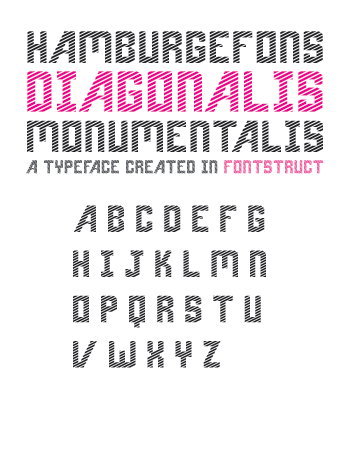 HAMBURGEFONS
DIAGONALIS
MONUMENTALIS
A TYPEFACE CREATED IN FONTSTRUCT
A B C D E F G
H I J K L M N
O P Q R S T U
V W X Y Z